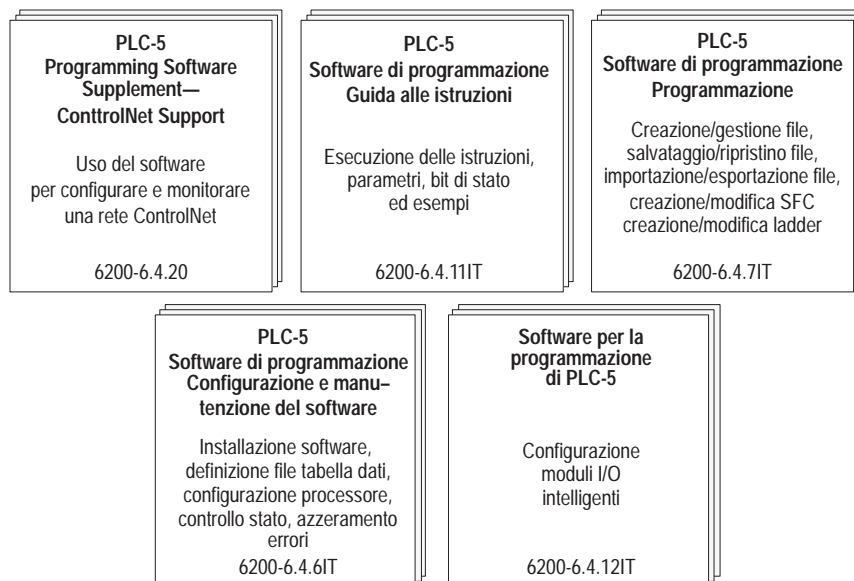 PLC-5
Programming Software
Supplement—
ConttrolNet Support
Uso del software
per configurare e monitorare
una rete ControlNet
6200-6.4.20
PLC-5
Software di programmazione
Guida alle istruzioni
Esecuzione delle istruzioni,
parametri, bit di stato
ed esempi
6200-6.4.11IT
PLC-5
Software di programmazione
Programmazione
Creazione/gestione file,
salvataggio/ripristino file,
importazione/esportazione file,
creazione/modifica SFC
creazione/modifica ladder
6200-6.4.7IT
PLC-5
Software di programmazione
Configurazione e manu–
tenzione del software
Installazione software,
definizione file tabella dati,
configurazione processore,
controllo stato, azzeramento
errori
6200-6.4.6IT
Software per la
programmazione
di PLC-5
Configurazione
moduli I/O
intelligenti
6200-6.4.12IT